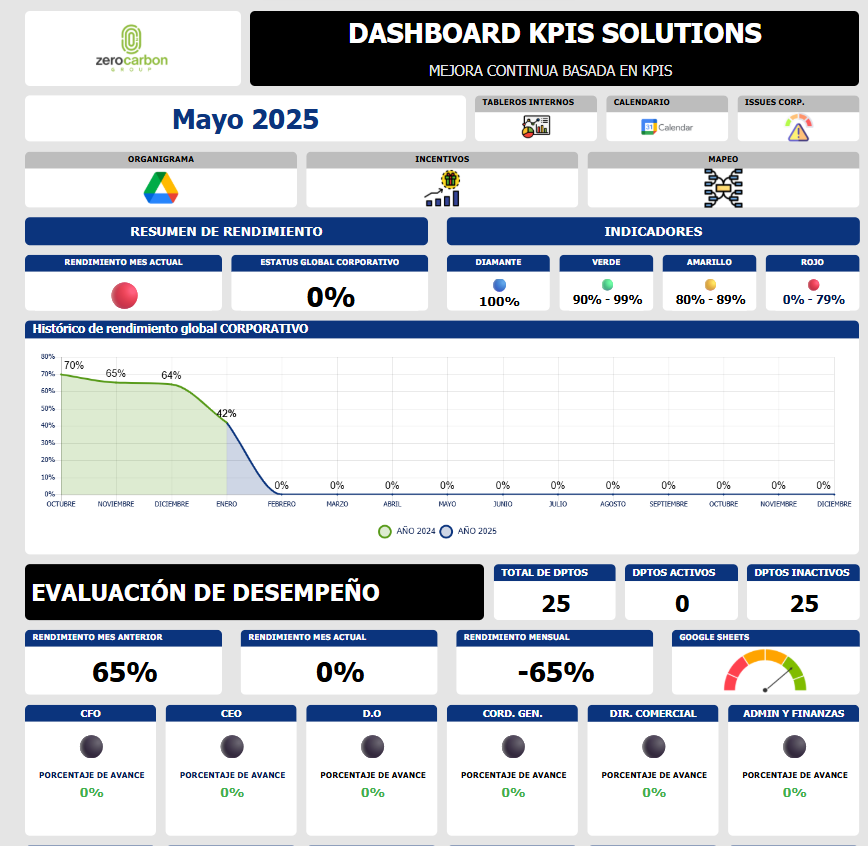 zerocarbon
GROUP
DASHBOARD KPIS SOLUTIONS
MEJORA CONTINUA BASADA EN KPIS
Mayo 2025
TABLEROS INTERNOS
CALENDARIO
31 Calendar
ISSUES CORP.
ORGANIGRAMA
INCENTIVOS
MAPEO
RESUMEN DE RENDIMIENTO
INDICADORES
RENDIMIENTO MES ACTUAL
ESTATUS GLOBAL CORPORATIVO
0%
DIAMANTE
100%
VERDE
90% - 99%
AMARILLO
80% - 89%
ROJO
0% - 79%
Histórico de rendimiento global CORPORATIVO
80%
70%
60%
50%
40%
30%
20%
10%
0%
70%
65%
64%
42%
0%
0%
0%
0%
0%
0%
0%
0%
0%
0%
0%
OCTUBRE
NOVIEMBRE
DICIEMBRE
ENERO
FEBRERO
MARZO
ABRIL
MAYO
JUNIO
JULIO
AGOSTO
SEPTIEMBRE
OCTUBRE
NOVIEMBRE
DICIEMBRE
AÑO 2024
AÑO 2025
EVALUACIÓN DE DESEMPEÑO
TOTAL DE DPTOS
25
DPTOS ACTIVOS
0
DPTOS INACTIVOS
25
RENDIMIENTO MES ANTERIOR
65%
RENDIMIENTO MES ACTUAL
0%
RENDIMIENTO MENSUAL
-65%
GOOGLE SHEETS
CFO
PORCENTAJE DE AVANCE
0%
CEO
PORCENTAJE DE AVANCE
0%
D.O
PORCENTAJE DE AVANCE
0%
CORD. GEN.
PORCENTAJE DE AVANCE
0%
DIR. COMERCIAL
PORCENTAJE DE AVANCE
0%
ADMIN Y FINANZAS
PORCENTAJE DE AVANCE
0%